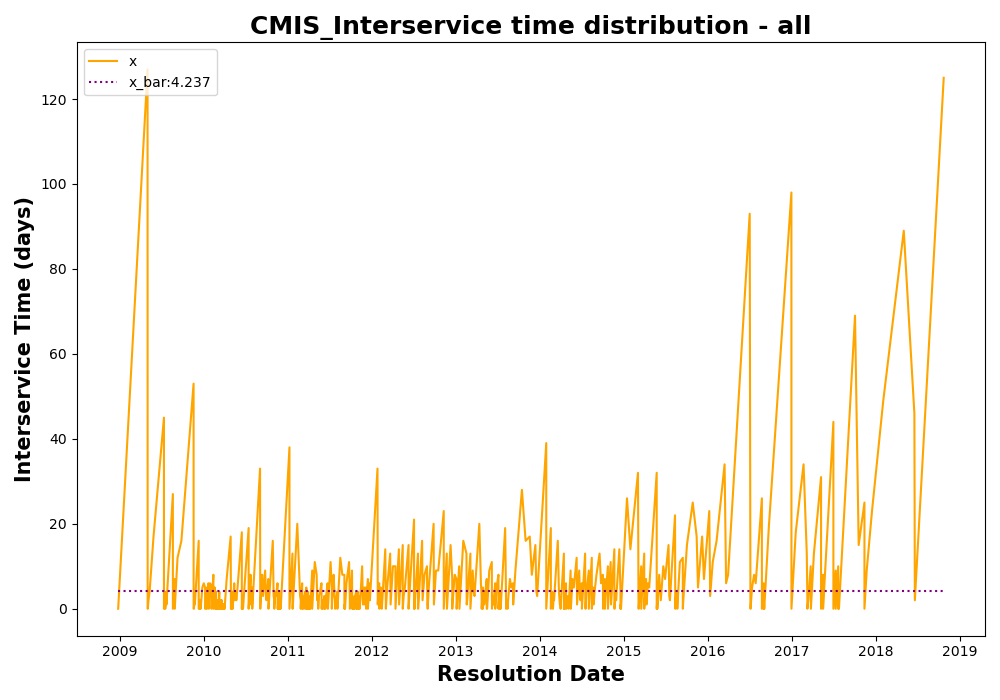 CMIS_Interservice time distribution - all
x
x_bar:4.237
120
100
80
60
40
20
0
Interservice Time (days)
2009 2010 2011 2012 2013 2014 2015 2016 2017 2018 2019
Resolution Date